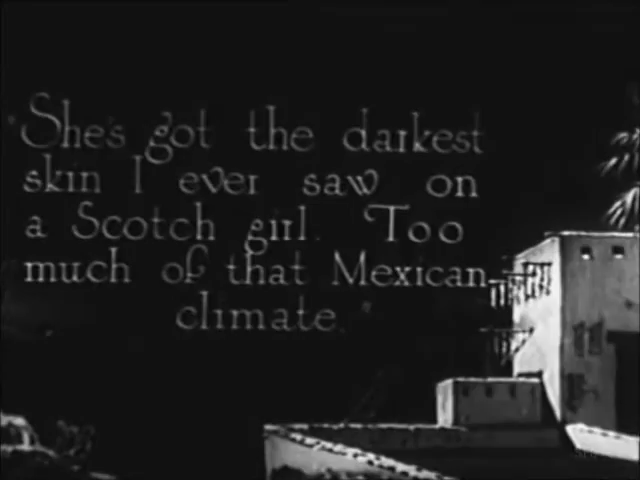 "She's got the darkest
skin I ever saw on
a Scotch girl. Too
much of that Mexican
climate."